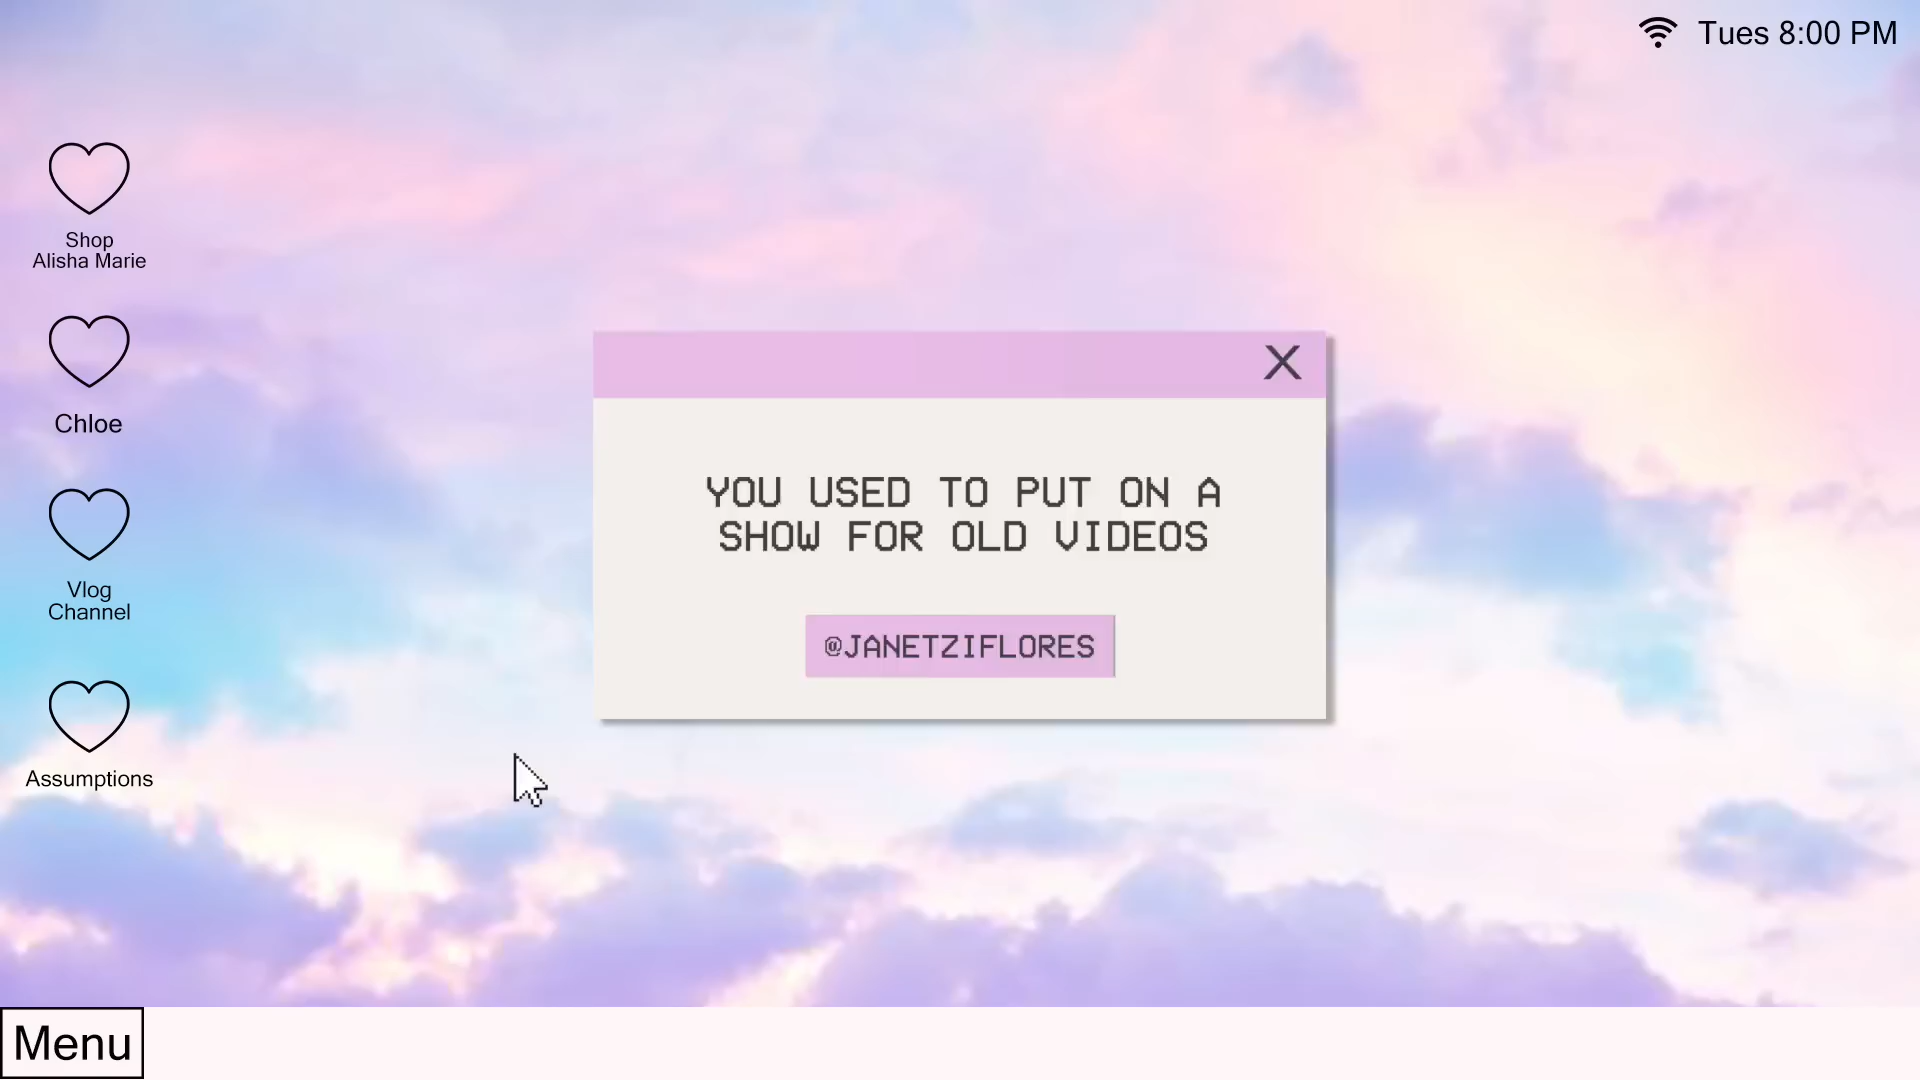 Tues 8:00 PM
Shop
Alisha Marie
Chloe
Vlog
Channel
Assumptions
X
YOU USED TO PUT ON A
SHOW FOR OLD VIDEOS
@JANETZIFLORES
Menu